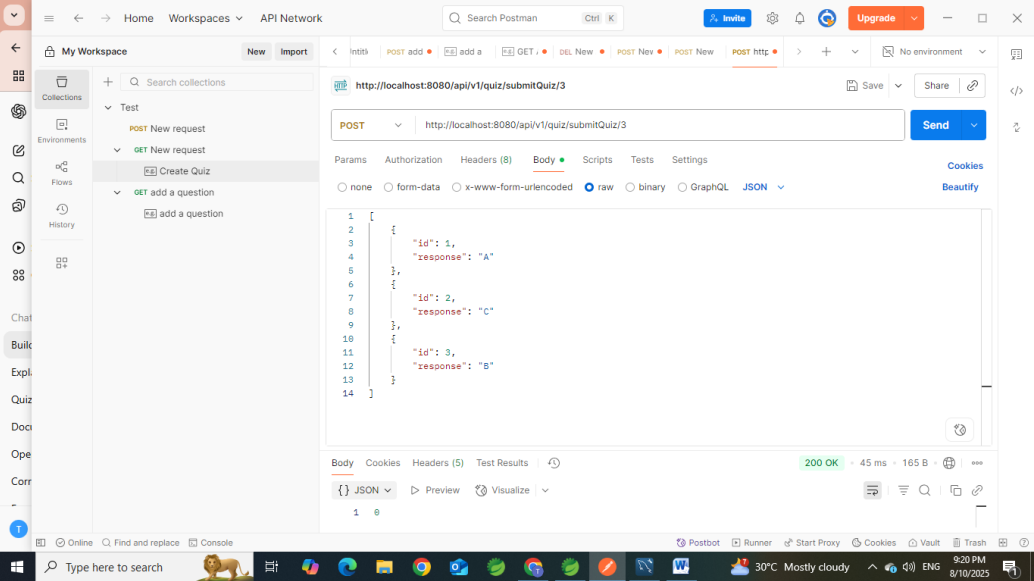 Home Workspaces API Network Search Postman Ctrl K Invite Upgrade
My Workspace New Import add add a GET DEL New POST New POST New POST No environment
Search collections
http://localhost:8080/api/v1/quiz/submitQuiz/3 Save Share
Collections
Test
POST New request
GET New request
Create Quiz
GET add a question
add a question
Environments
Flows
History
POST http://localhost:8080/api/v1/quiz/submitQuiz/3 Send
Params Authorization Headers (8) Body Scripts Tests Settings Cookies
none form-data x-www-form-urlencoded raw binary GraphQL JSON Beautify
1 [
2 {
3 "id": 1,
4 "response": "A"
5 },
6 {
7 "id": 2,
8 "response": "C"
9 },
10 {
11 "id": 3,
12 "response": "B"
13 }
14 ]
Body Cookies Headers (5) Test Results 200 OK 45 ms 165 B
{} JSON Preview Visualize
1 0
Online Find and replace Console Postbot Runner Start Proxy Cookies Vault Trash
T
Type here to search 30°C Mostly cloudy ENG 9:20 PM
8/10/2025